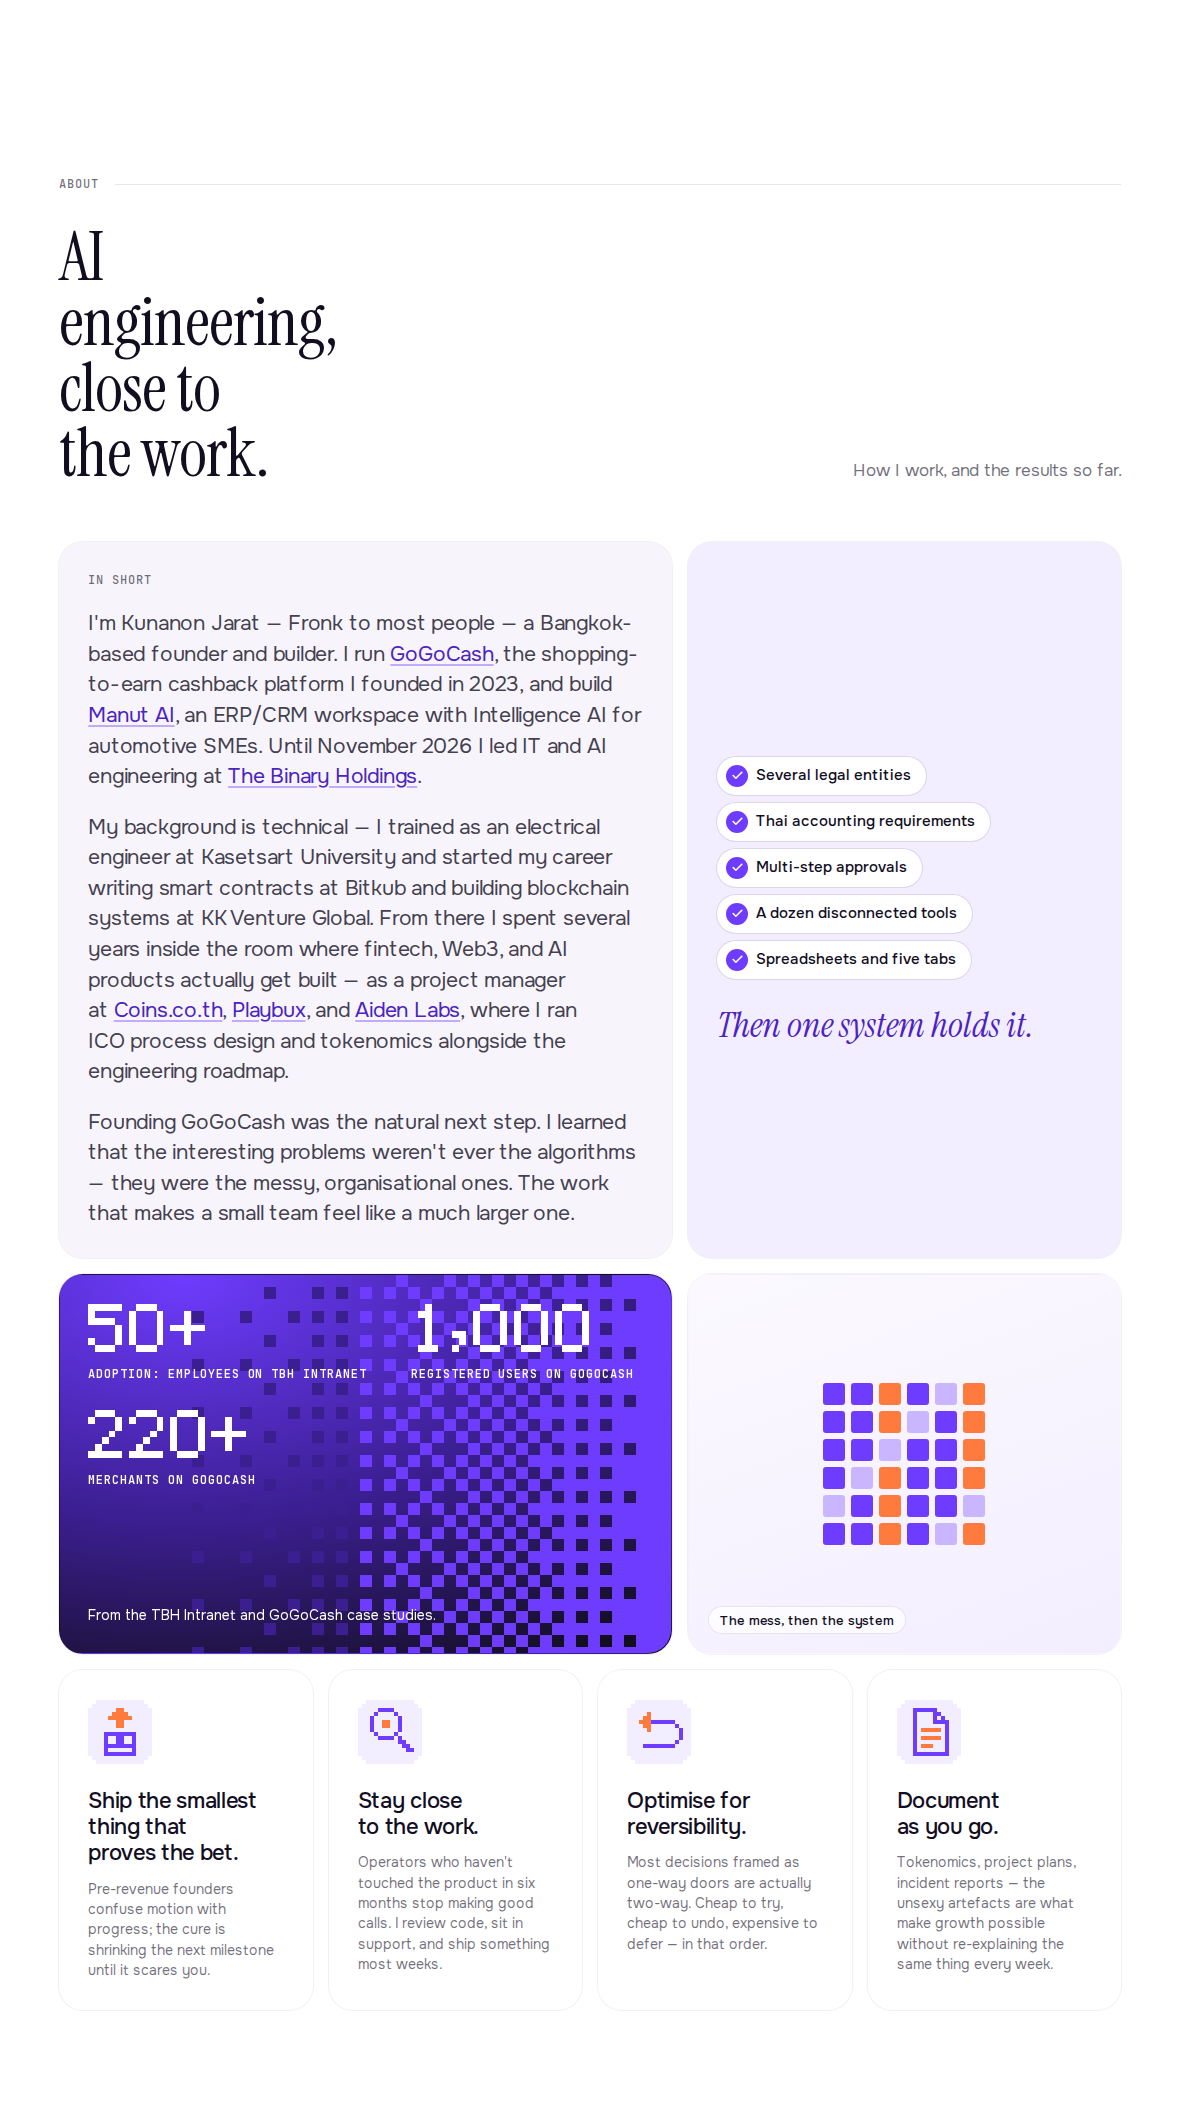 ABOUT
AI
engineering,
close to
the work.
How I work, and the results so far.
IN SHORT
I'm Kunanon Jarat — Fronk to most people — a Bangkok-
based founder and builder. I run GoGoCash, the shopping-
to-earn cashback platform I founded in 2023, and build
Manut AI, an ERP/CRM workspace with Intelligence AI for
automotive SMEs. Until November 2026 I led IT and AI
engineering at The Binary Holdings.
My background is technical — I trained as an electrical
engineer at Kasetsart University and started my career
writing smart contracts at Bitkub and building blockchain
systems at KK Venture Global. From there I spent several
years inside the room where fintech, Web3, and AI
products actually get built — as a project manager
at Coins.co.th, Playbux, and Aiden Labs, where I ran
ICO process design and tokenomics alongside the
engineering roadmap.
Founding GoGoCash was the natural next step. I learned
that the interesting problems weren't ever the algorithms
— they were the messy, organisational ones. The work
that makes a small team feel like a much larger one.
Several legal entities
Thai accounting requirements
Multi-step approvals
A dozen disconnected tools
Spreadsheets and five tabs
Then one system holds it.
50+
ADOPTION: EMPLOYEES ON TBH INTRANET
1,000
REGISTERED USERS ON GOGOCASH
220+
MERCHANTS ON GOGOCASH
From the TBH Intranet and GoGoCash case studies.
The mess, then the system
Ship the smallest
thing that
proves the bet.
Pre-revenue founders
confuse motion with
progress; the cure is
shrinking the next milestone
until it scares you.
Stay close
to the work.
Operators who haven't
touched the product in six
months stop making good
calls. I review code, sit in
support, and ship something
most weeks.
Optimise for
reversibility.
Most decisions framed as
one-way doors are actually
two-way. Cheap to try,
cheap to undo, expensive to
defer — in that order.
Document
as you go.
Tokenomics, project plans,
incident reports — the
unsexy artefacts are what
make growth possible
without re-explaining the
same thing every week.